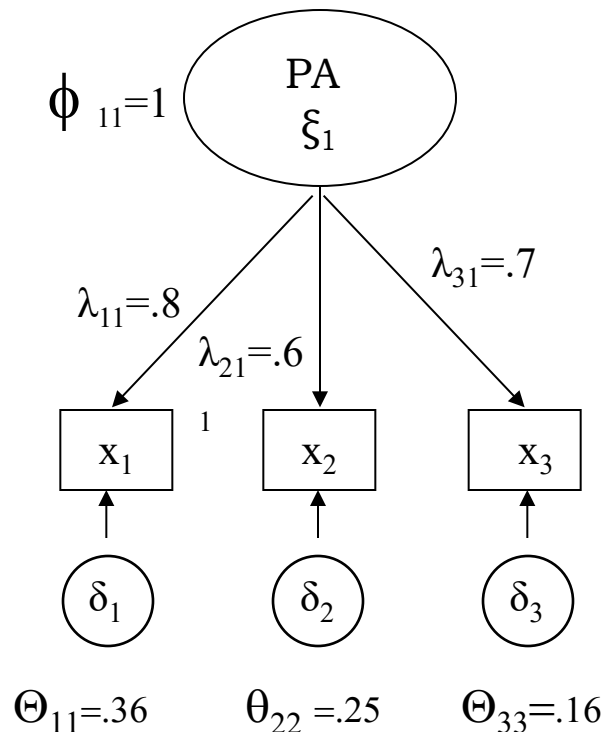 PA
ϕ ₁₁=1
ξ₁
λ₃₁=.7
λ₁₁=.8
λ₂₁=.6
1
x₁ x₂ x₃
δ₁ δ₂ δ₃
Θ₁₁=.36 θ₂₂ =.25 Θ₃₃=.16